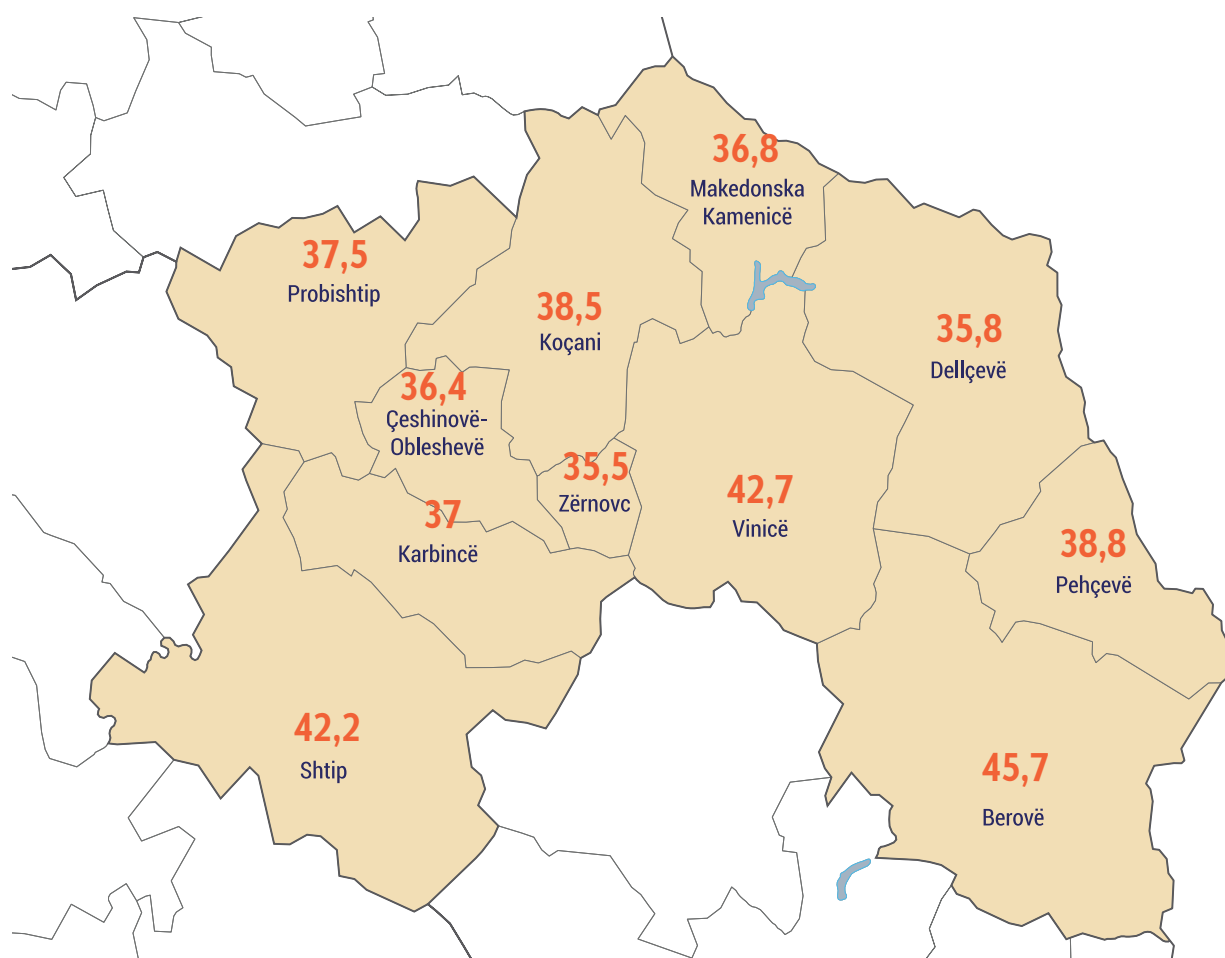 36,8
Makedonska
Kamenicë
37,5
Probishtip
38,5
Koçani
35,8
Dellçevë
36,4
Çeshinovë-
Obleshevë
35,5
Zërnovc
42,7
Vinicë
37
Karbincë
38,8
Pehçevë
42,2
Shtip
45,7
Berovë